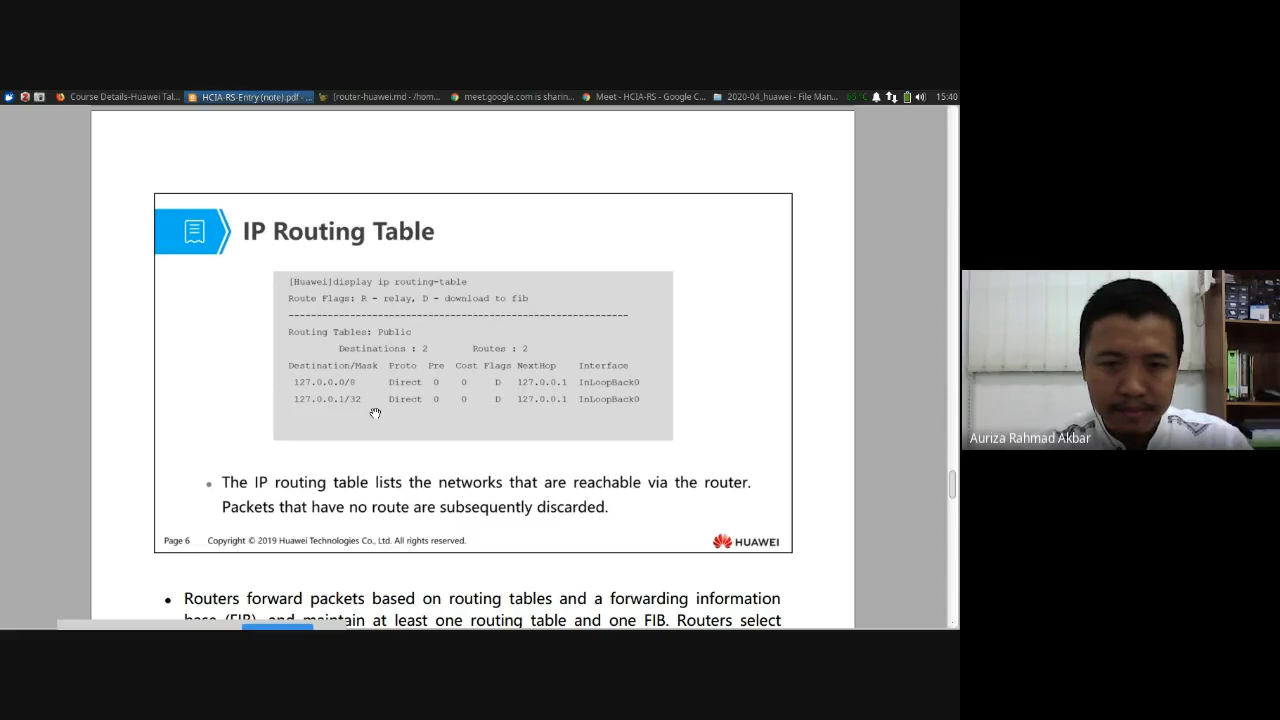 Course Details-Huawei Tal...
HCIA-RS-Entry (note).pdf - ...
[router-huawei.md - /hom...
meet.google.com is sharin...
Meet - HCIA-RS - Google C...
2020-04_huawei - File Man...
65°C
15:40
IP Routing Table
[Huawei]display ip routing-table
Route Flags: R - relay, D - download to fib
------------------------------------------------------------
Routing Tables: Public
Destinations : 2 Routes : 2
Destination/Mask Proto Pre Cost Flags NextHop Interface
127.0.0.0/8 Direct 0 0 D 127.0.0.1 InLoopBack0
127.0.0.1/32 Direct 0 0 D 127.0.0.1 InLoopBack0
• The IP routing table lists the networks that are reachable via the router.
Packets that have no route are subsequently discarded.
Page 6 Copyright © 2019 Huawei Technologies Co., Ltd. All rights reserved.
HUAWEI
• Routers forward packets based on routing tables and a forwarding information
base (FIB), and maintain at least one routing table and one FIB. Routers select
Auriza Rahmad Akbar